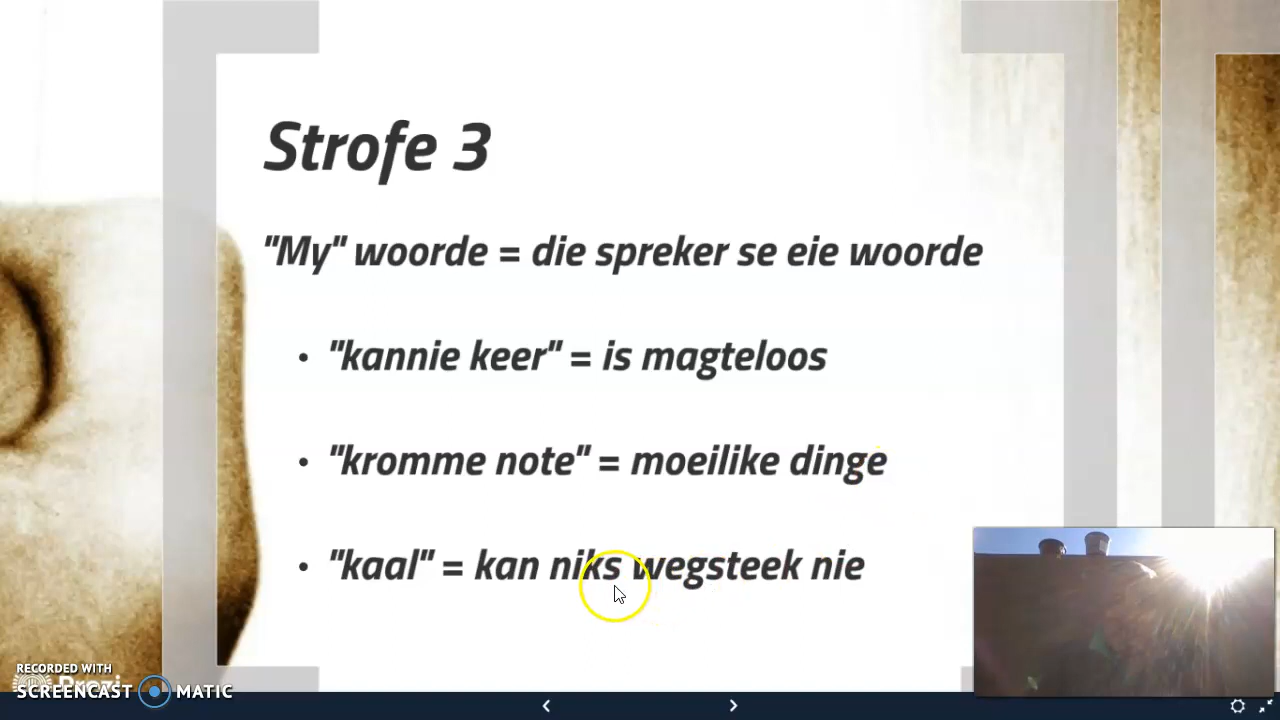 Strofe 3
"My" woorde = die spreker se eie woorde
• "kannie keer" = is magteloos
• "kromme note" = moeilike dinge
• "kaal" = kan niks wegsteek nie
RECORDED WITH
SCREENCAST MATIC
Prezi